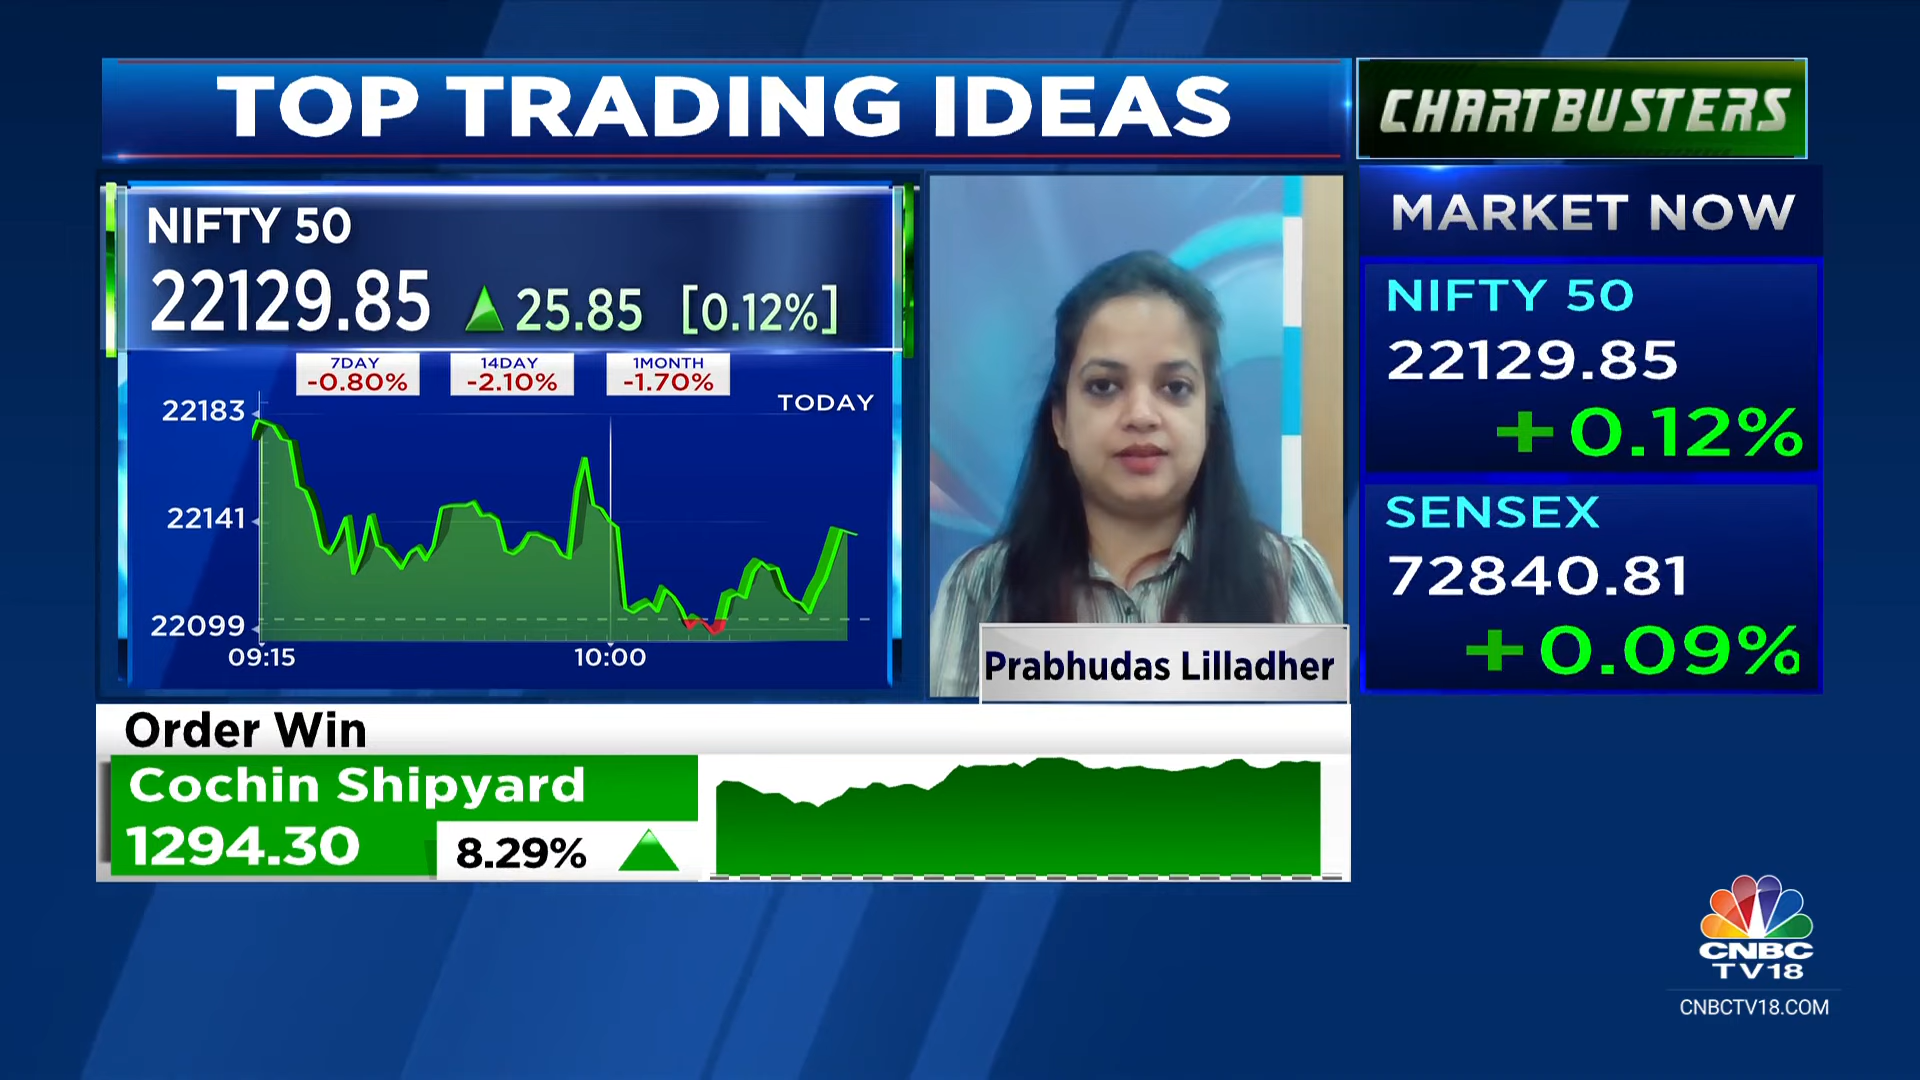 TOP TRADING IDEAS
CHARTBUSTERS
NIFTY 50
22129.85 ▲ 25.85 [0.12%]
7DAY
-0.80%
14DAY
-2.10%
1MONTH
-1.70%
TODAY
22183
22141
22099
09:15
10:00
Prabhudas Lilladher
MARKET NOW
NIFTY 50
22129.85
+0.12%
SENSEX
72840.81
+0.09%
Order Win
Cochin Shipyard
1294.30
8.29% ▲
CNBC
TV18
CNBCTV18.COM